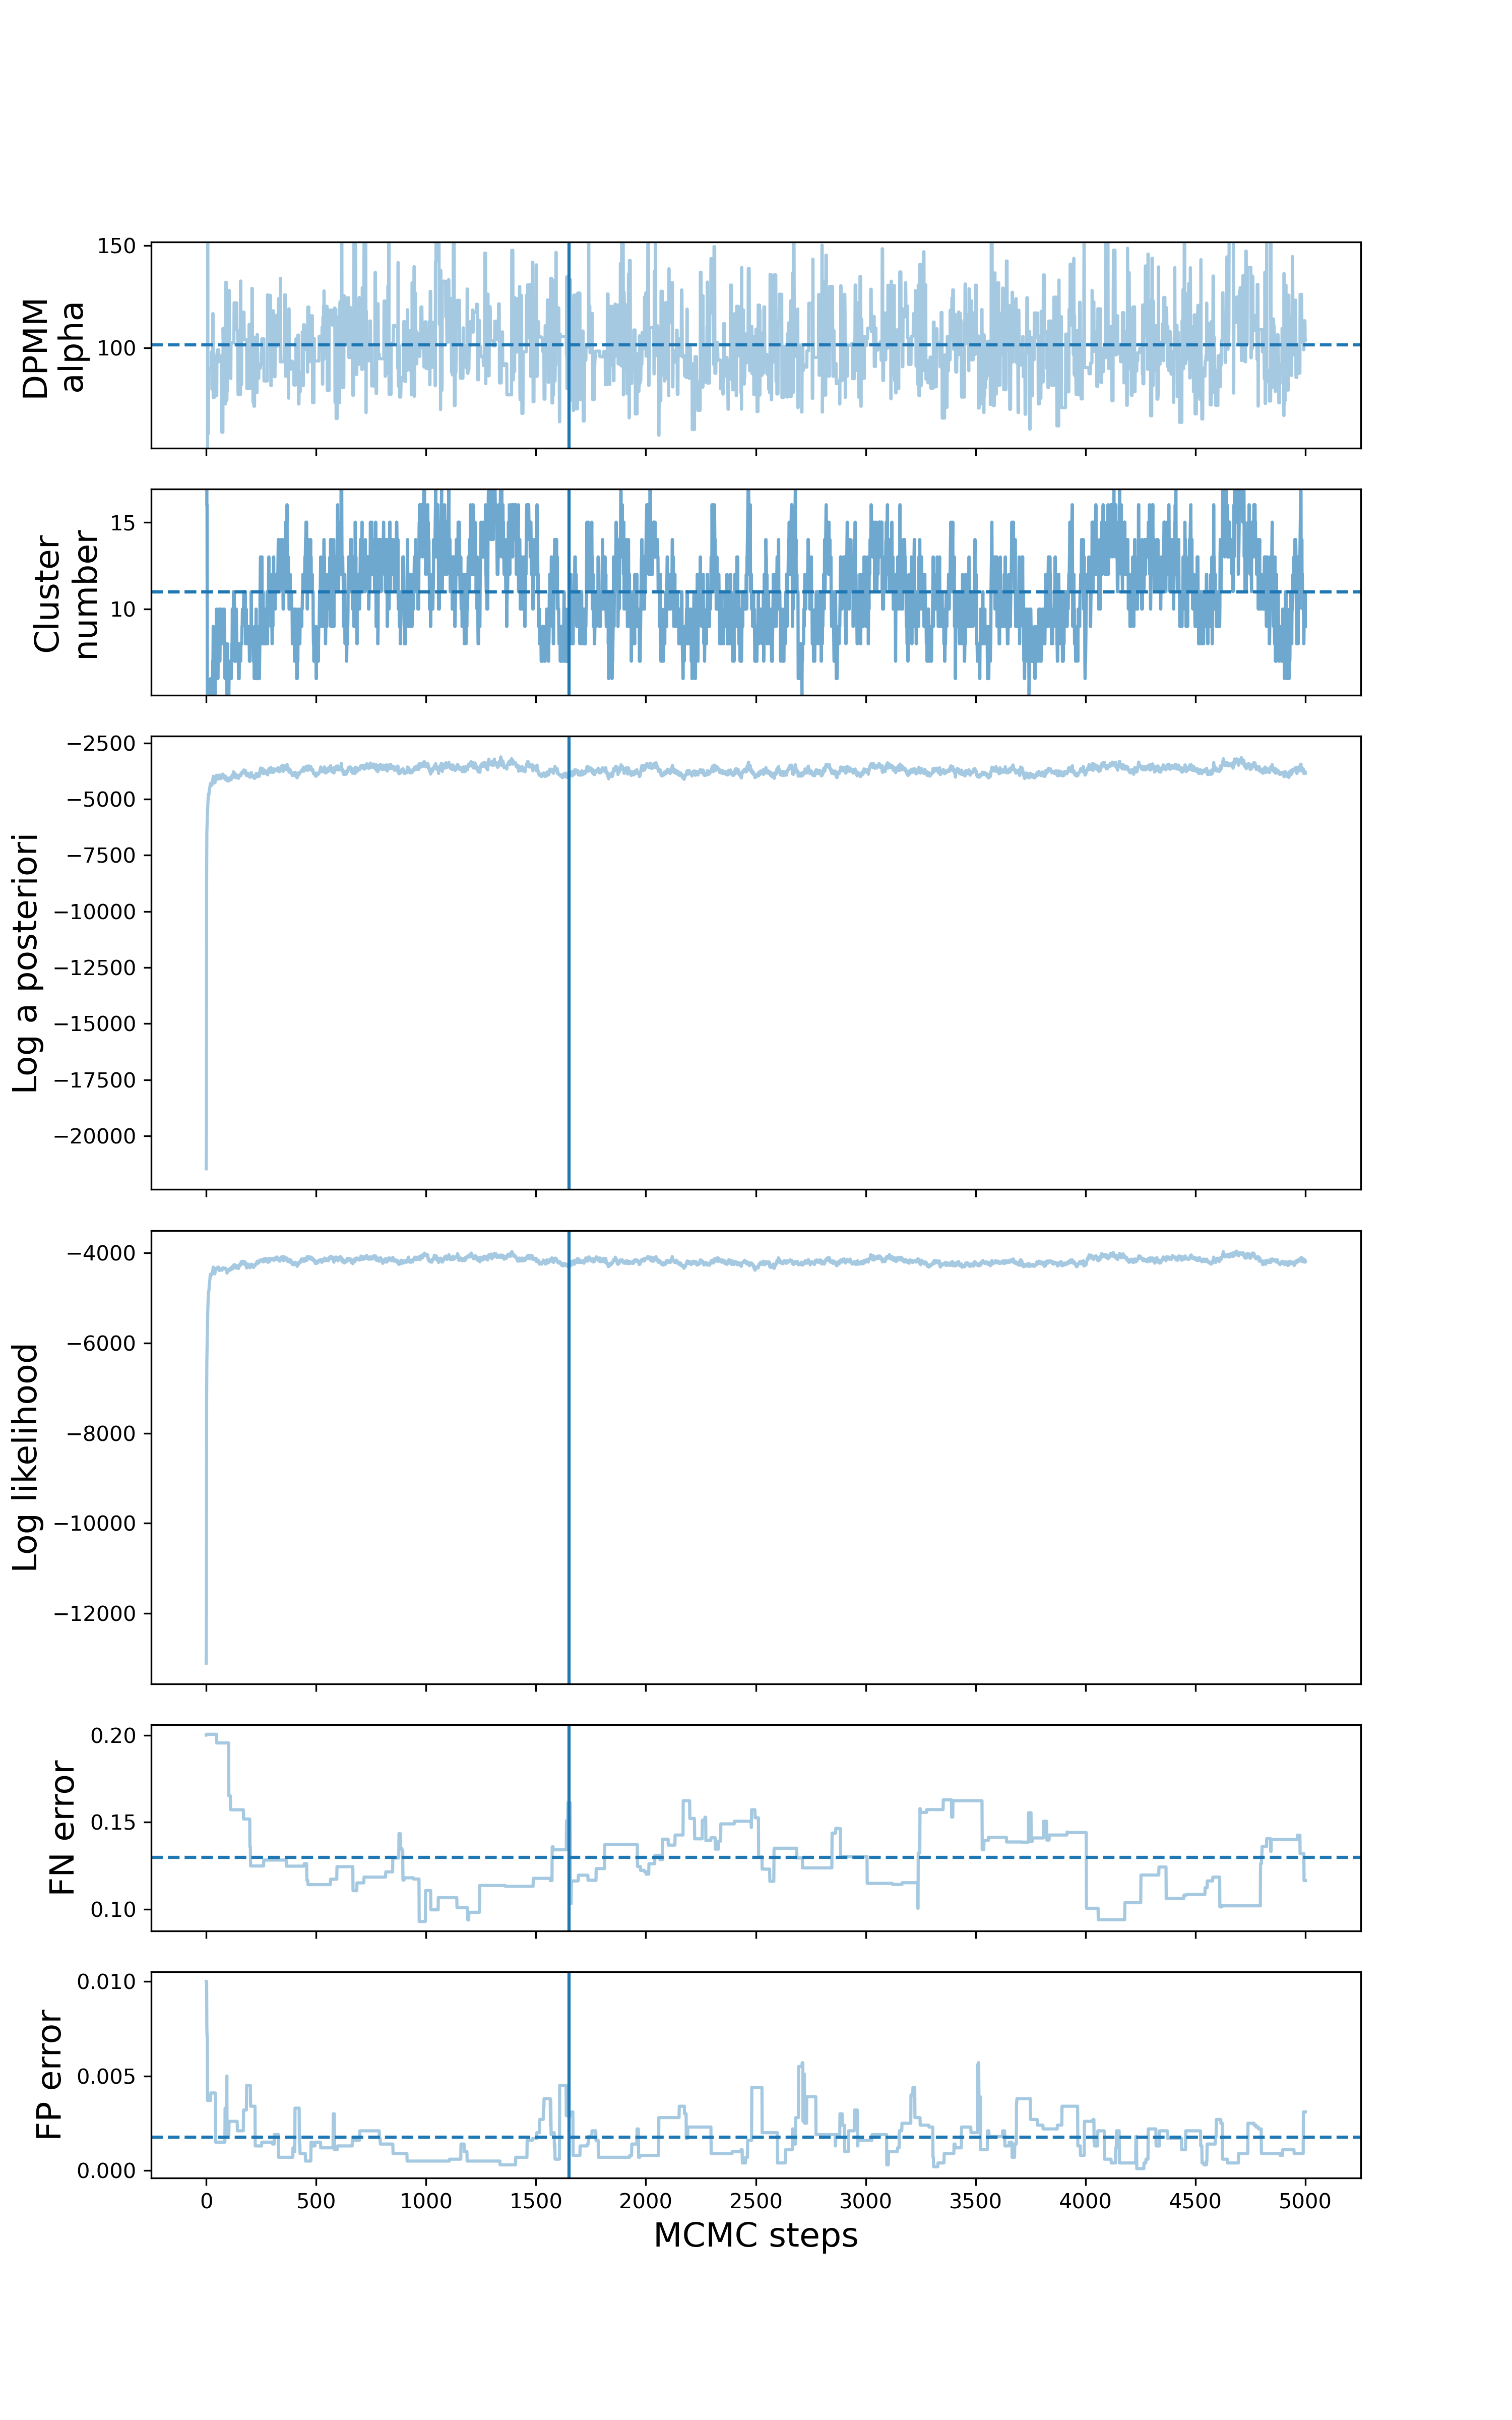 DPMM
alpha
150
100
Cluster
number
15
10
Log a posteriori
−2500
−5000
−7500
−10000
−12500
−15000
−17500
−20000
Log likelihood
−4000
−6000
−8000
−10000
−12000
FN error
0.20
0.15
0.10
FP error
0.010
0.005
0.000
0 500 1000 1500 2000 2500 3000 3500 4000 4500 5000
MCMC steps